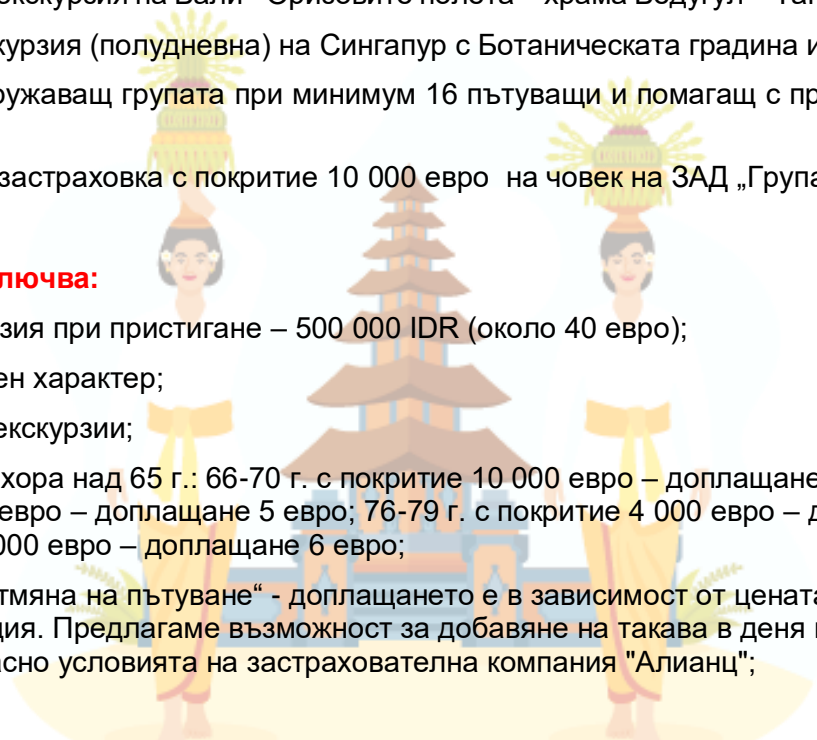 екскурзия на Бали - Оризовите полета – храма Бедугул –
курзия (полудневна) на Сингапур с Ботаническата градина и
ружаващ групата при минимум 16 пътуващи и помагащ с пр
застраховка с покритие 10 000 евро на човек на ЗАД „Група
лючва:
зия при пристигане – 500 000 IDR (около 40 евро);
ен характер;
екскурзии;
хора над 65 г.: 66-70 г. с покритие 10 000 евро – доплащане
евро – доплащане 5 евро; 76-79 г. с покритие 4 000 евро – д
000 евро – доплащане 6 евро;
тмяна на пътуване“ - доплащането е в зависимост от цената
ция. Предлагаме възможност за добавяне на такава в деня
асно условията на застрахователна компания "Алианц";